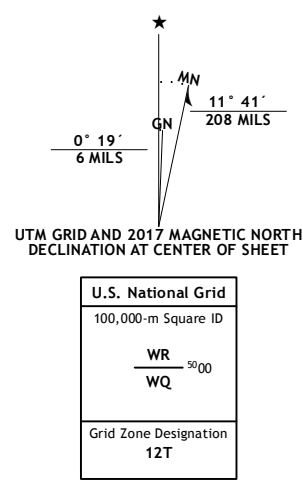 ★
MN
11° 41´
208 MILS
GN
0° 19´
6 MILS
UTM GRID AND 2017 MAGNETIC NORTH
DECLINATION AT CENTER OF SHEET
U.S. National Grid
100,000-m Square ID
WR
5000
WQ
Grid Zone Designation
12T